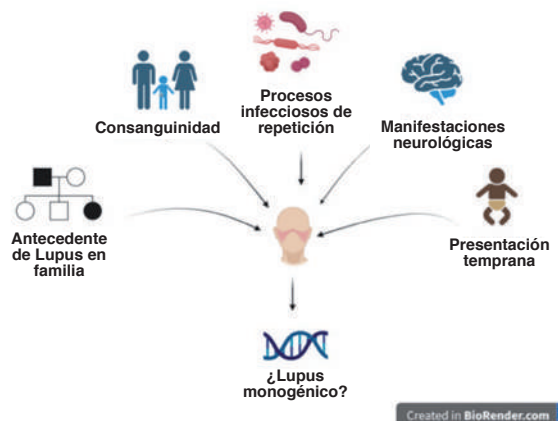 Antecedente
de Lupus en
familia
Consanguinidad
Procesos
infecciosos de
repetición
Manifestaciones
neurológicas
Presentación
temprana
¿Lupus
monogénico?
Created in BioRender.com